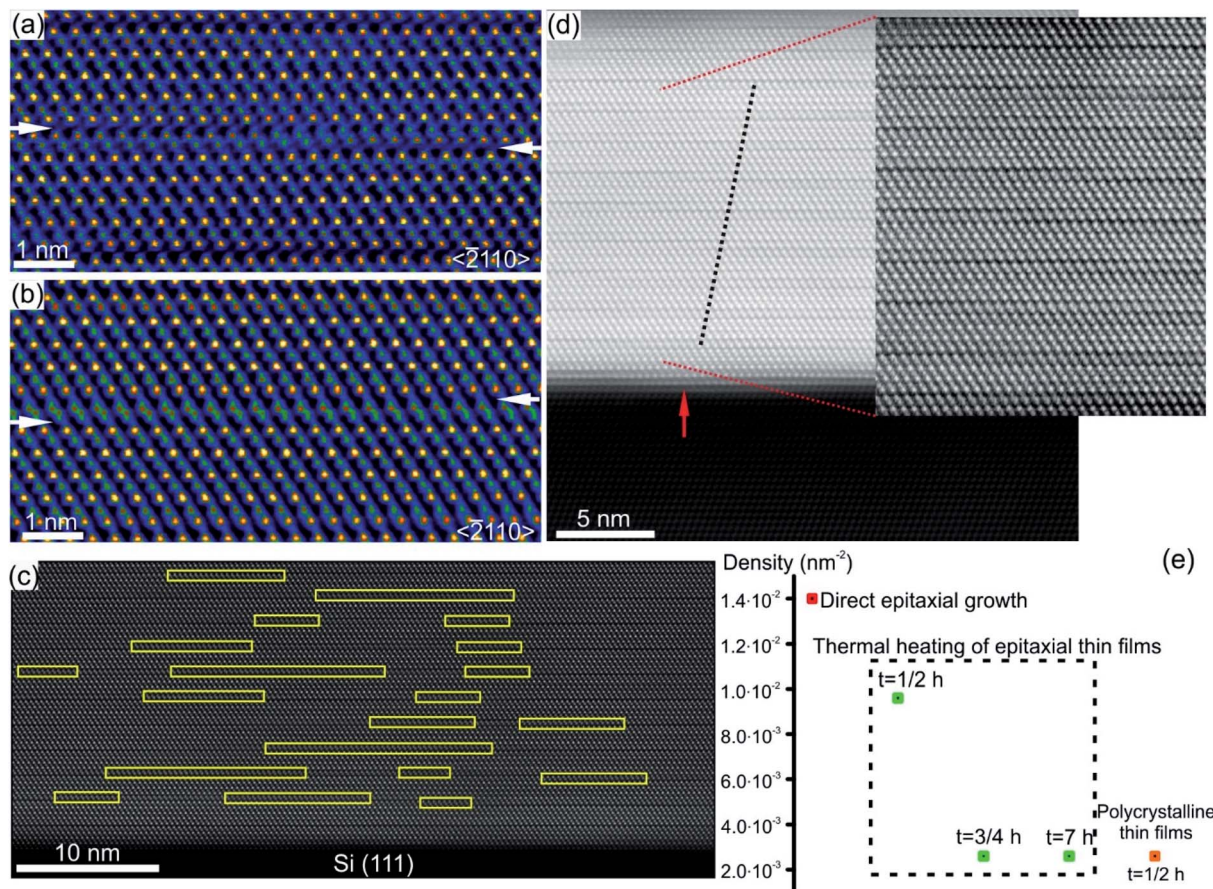 (a)
1 nm
<2̅110>
(b)
1 nm
<2̅110>
(c)
10 nm
Si (111)
(d)
5 nm
Density (nm⁻²)
(e)
1.4·10⁻²
1.2·10⁻²
1.0·10⁻²
8.0·10⁻³
6.0·10⁻³
4.0·10⁻³
2.0·10⁻³
Direct epitaxial growth
Thermal heating of epitaxial thin films
t=1/2 h
t=3/4 h
t=7 h
Polycrystalline
thin films
t=1/2 h